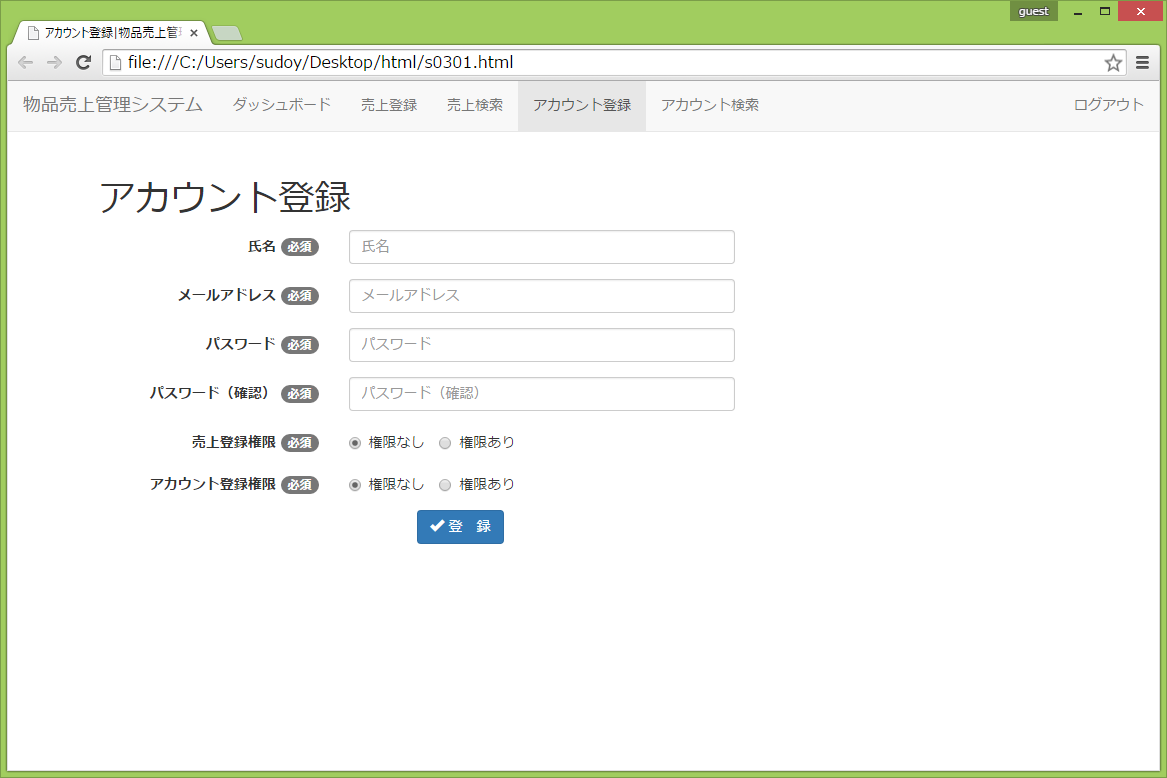 guest
アカウント登録|物品売上管
file:///C:/Users/sudoy/Desktop/html/s0301.html
物品売上管理システム ダッシュボード 売上登録 売上検索 アカウント登録 アカウント検索 ログアウト
アカウント登録
氏名 必須 氏名
メールアドレス 必須 メールアドレス
パスワード 必須 パスワード
パスワード（確認） 必須 パスワード（確認）
売上登録権限 必須 権限なし 権限あり
アカウント登録権限 必須 権限なし 権限あり
登　録